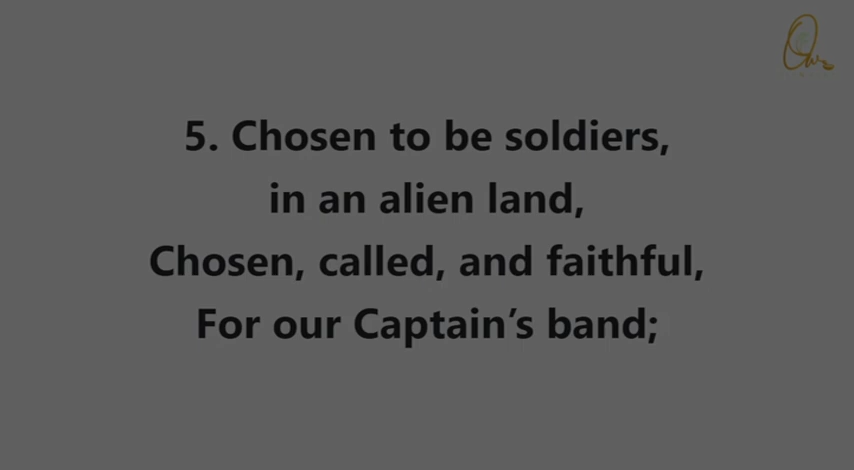 5. Chosen to be soldiers,
in an alien land,
Chosen, called, and faithful,
For our Captain’s band;